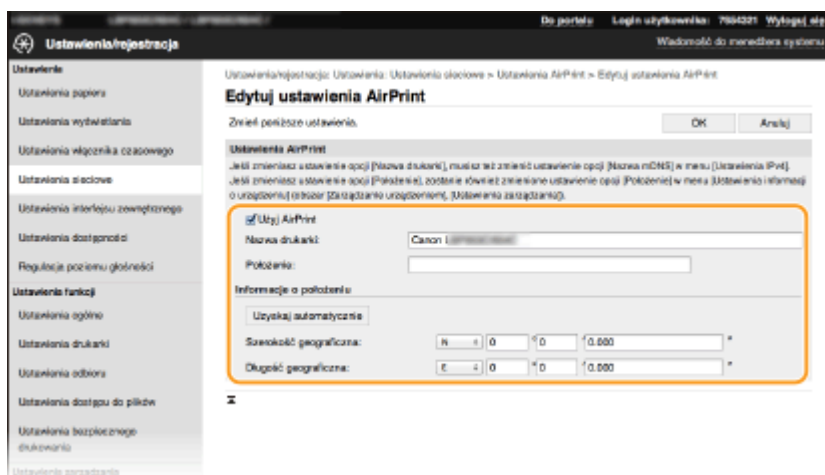 Do portalu Login użytkownika: 7654321 Wyloguj się
Ustawienia/rejestracja
Wiadomość do menedżera systemu
Ustawienia
Ustawienia papieru
Ustawienia wyświetlania
Ustawienia włącznika czasowego
Ustawienia sieciowe
Ustawienia interfejsu zewnętrznego
Ustawienia dostępności
Regulacja poziomu głośności
Ustawienia funkcji
Ustawienia ogólne
Ustawienia drukarki
Ustawienia odbioru
Ustawienia dostępu do plików
Ustawienia bezpiecznego
drukowania
Ustawienia zarządzania
Ustawienia/rejestracja: Ustawienia: Ustawienia sieciowe > Ustawienia AirPrint > Edytuj ustawienia AirPrint
Edytuj ustawienia AirPrint
Zmień poniższe ustawienia.
OK Anuluj
Ustawienia AirPrint
Jeśli zmieniasz ustawienie opcji [Nazwa drukarki], musisz też zmienić ustawienie opcji [Nazwa mDNS] w menu [Ustawienia IPv4].
Jeśli zmieniasz ustawienie opcji [Położenie], zostanie również zmienione ustawienie opcji [Położenie] w menu [Ustawienia informacji
o urządzeniu] (obszar [Zarządzanie urządzeniem], [Ustawienia zarządzania]).
Użyj AirPrint
Nazwa drukarki: Canon
Położenie:
Informacje o położeniu
Uzyskaj automatycznie
Szerokość geograficzna: N 0 ° 0 ' 0.000 "
Długość geograficzna: E 0 ° 0 ' 0.000 "